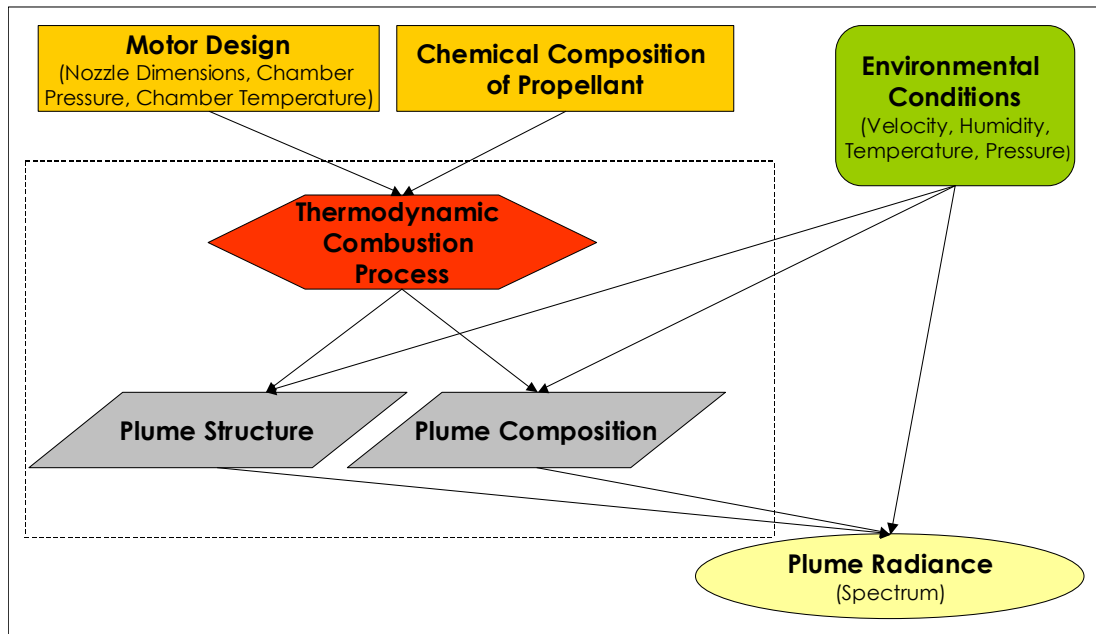 Motor Design
(Nozzle Dimensions, Chamber
Pressure, Chamber Temperature)
Chemical Composition
of Propellant
Environmental
Conditions
(Velocity, Humidity,
Temperature, Pressure)
Thermodynamic
Combustion
Process
Plume Structure
Plume Composition
Plume Radiance
(Spectrum)